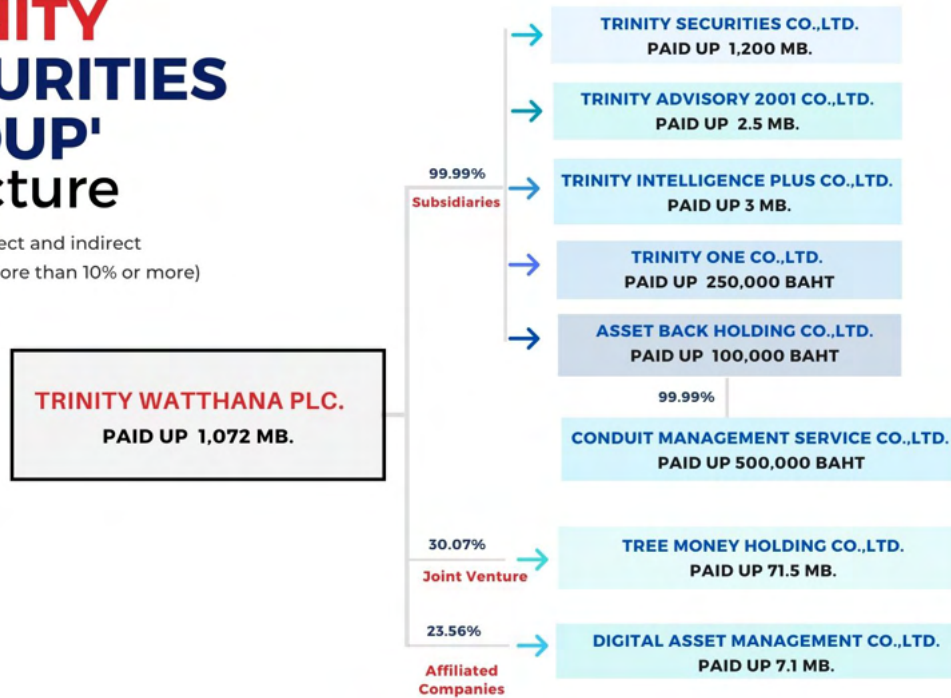 NITY
URITIES
OUP'
cture
ect and indirect
ore than 10% or more)
TRINITY WATTHANA PLC.
PAID UP 1,072 MB.
99.99%
Subsidiaries
TRINITY SECURITIES CO.,LTD.
PAID UP 1,200 MB.
TRINITY ADVISORY 2001 CO.,LTD.
PAID UP 2.5 MB.
TRINITY INTELLIGENCE PLUS CO.,LTD.
PAID UP 3 MB.
TRINITY ONE CO.,LTD.
PAID UP 250,000 BAHT
ASSET BACK HOLDING CO.,LTD.
PAID UP 100,000 BAHT
99.99%
CONDUIT MANAGEMENT SERVICE CO.,LTD.
PAID UP 500,000 BAHT
30.07%
Joint Venture
TREE MONEY HOLDING CO.,LTD.
PAID UP 71.5 MB.
23.56%
Affiliated
Companies
DIGITAL ASSET MANAGEMENT CO.,LTD.
PAID UP 7.1 MB.